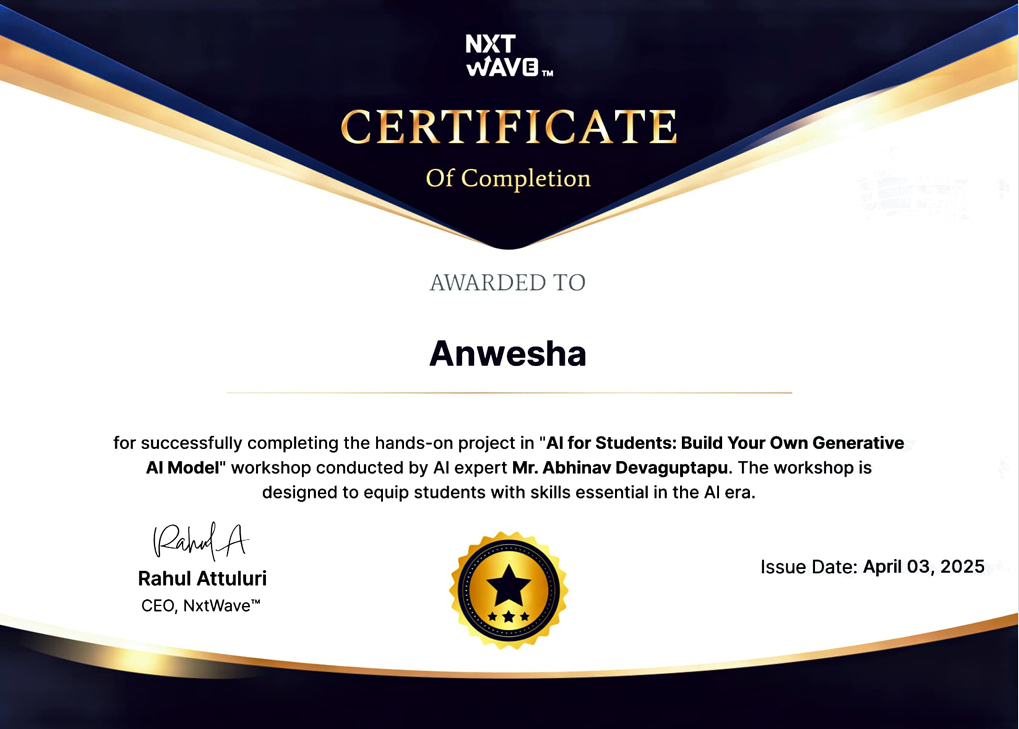 NXT
WAVE™
CERTIFICATE
Of Completion
AWARDED TO
Anwesha
for successfully completing the hands-on project in "AI for Students: Build Your Own Generative
AI Model" workshop conducted by AI expert Mr. Abhinav Devaguptapu. The workshop is
designed to equip students with skills essential in the AI era.
Rahul A
Rahul Attuluri
CEO, NxtWave™
Issue Date: April 03, 2025